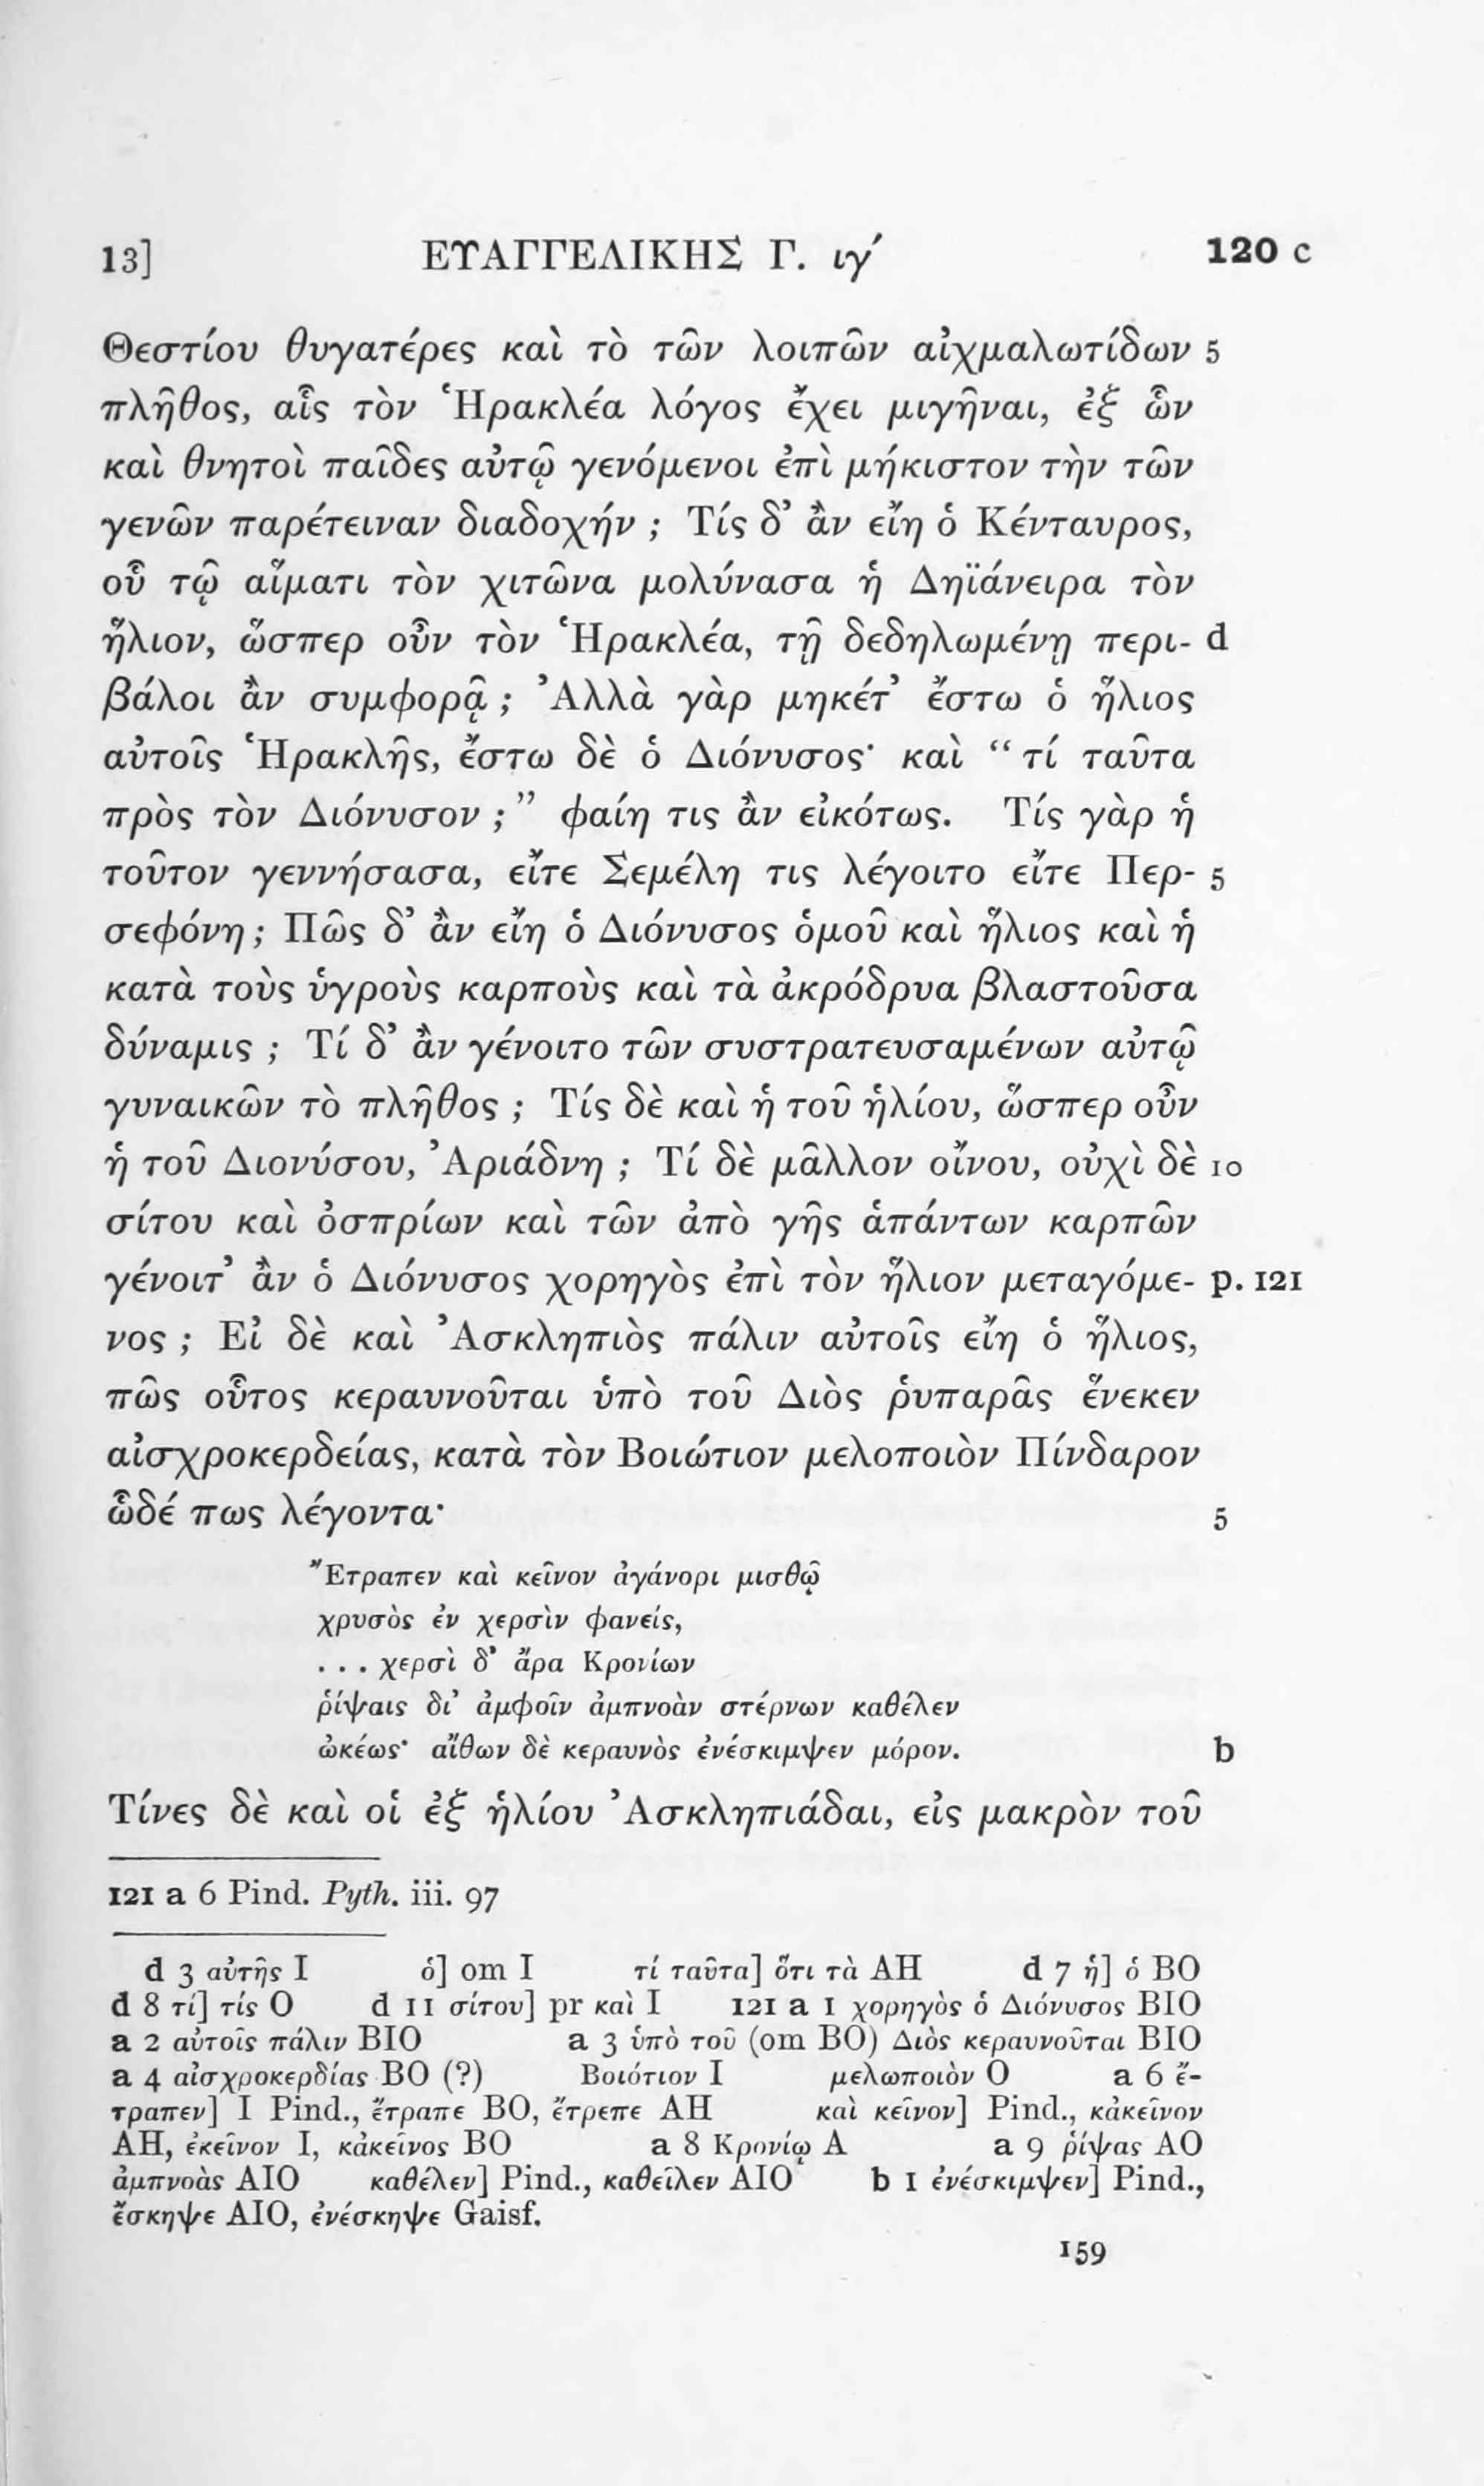 13] ΕΥΑΓΓΕΛΙΚΗΣ Γ. ιγ΄ 120 c
Θεστίου θυγατέρες καὶ τὸ τῶν λοιπῶν αἰχμαλωτίδων 5
πλῆθος, αἷς τὸν Ἡρακλέα λόγος ἔχει μιγῆναι, ἐξ ὧν
καὶ θνητοὶ παῖδες αὐτῷ γενόμενοι ἐπὶ μήκιστον τὴν τῶν
γενῶν παρέτειναν διαδοχήν ; Τίς δ’ ἂν εἴη ὁ Κένταυρος,
οὗ τῷ αἵματι τὸν χιτῶνα μολύνασα ἡ Δηϊάνειρα τὸν
ἥλιον, ὥσπερ οὖν τὸν Ἡρακλέα, τῇ δεδηλωμένῃ περι- d
βάλοι ἂν συμφορᾷ ; Ἀλλὰ γὰρ μηκέτ’ ἔστω ὁ ἥλιος
αὐτοῖς Ἡρακλῆς, ἔστω δὲ ὁ Διόνυσος· καὶ “ τί ταῦτα
πρὸς τὸν Διόνυσον ; ” φαίη τις ἂν εἰκότως. Τίς γὰρ ἡ
τοῦτον γεννήσασα, εἴτε Σεμέλη τις λέγοιτο εἴτε Περ- 5
σεφόνη ; Πῶς δ’ ἂν εἴη ὁ Διόνυσος ὁμοῦ καὶ ἥλιος καὶ ἡ
κατὰ τοὺς ὑγροὺς καρποὺς καὶ τὰ ἀκρόδρυα βλαστοῦσα
δύναμις ; Τί δ’ ἂν γένοιτο τῶν συστρατευσαμένων αὐτῷ
γυναικῶν τὸ πλῆθος ; Τίς δὲ καὶ ἡ τοῦ ἡλίου, ὥσπερ οὖν
ἡ τοῦ Διονύσου, Ἀριάδνη ; Τί δὲ μᾶλλον οἴνου, οὐχὶ δὲ 10
σίτου καὶ ὀσπρίων καὶ τῶν ἀπὸ γῆς ἁπάντων καρπῶν
γένοιτ’ ἂν ὁ Διόνυσος χορηγὸς ἐπὶ τὸν ἥλιον μεταγόμε- p. 121
νος ; Εἰ δὲ καὶ Ἀσκληπιὸς πάλιν αὐτοῖς εἴη ὁ ἥλιος,
πῶς οὗτος κεραυνοῦται ὑπὸ τοῦ Διὸς ῥυπαρᾶς ἕνεκεν
αἰσχροκερδείας, κατὰ τὸν Βοιώτιον μελοποιὸν Πίνδαρον
ὧδέ πως λέγοντα· 5
Ἔτραπεν καὶ κεῖνον ἀγάνορι μισθῷ
χρυσὸς ἐν χερσὶν φανείς,
. . . χερσὶ δ’ ἄρα Κρονίων
ῥίψαις δι’ ἀμφοῖν ἀμπνοὰν στέρνων καθέλεν
ὠκέως· αἴθων δὲ κεραυνὸς ἐνέσκιμψεν μόρον. b
Τίνες δὲ καὶ οἱ ἐξ ἡλίου Ἀσκληπιάδαι, εἰς μακρὸν τοῦ
121 a 6 Pind. Pyth. iii. 97
d 3 αὐτῆς I ὁ] om I τί ταῦτα] ὅτι τὰ AH d 7 ἡ] ὁ BO
d 8 τί] τίς O d 11 σίτου] pr καὶ I 121 a 1 χορηγὸς ὁ Διόνυσος BIO
a 2 αὐτοῖς πάλιν BIO a 3 ὑπὸ τοῦ (om BO) Διὸς κεραυνοῦται BIO
a 4 αἰσχροκερδίας BO (?) Βοιότιον I μελωποιὸν O a 6 ἔ-
τραπεν] I Pind., ἔτραπε BO, ἔτρεπε AH καὶ κεῖνον] Pind., κἀκεῖνον
AH, ἐκεῖνον I, κἀκεῖνος BO a 8 Κρονίῳ A a 9 ῥίψας AO
ἀμπνοὰς AIO καθέλεν] Pind., καθεῖλεν AIO b 1 ἐνέσκιμψεν] Pind.,
ἔσκηψε AIO, ἐνέσκηψε Gaisf.
159